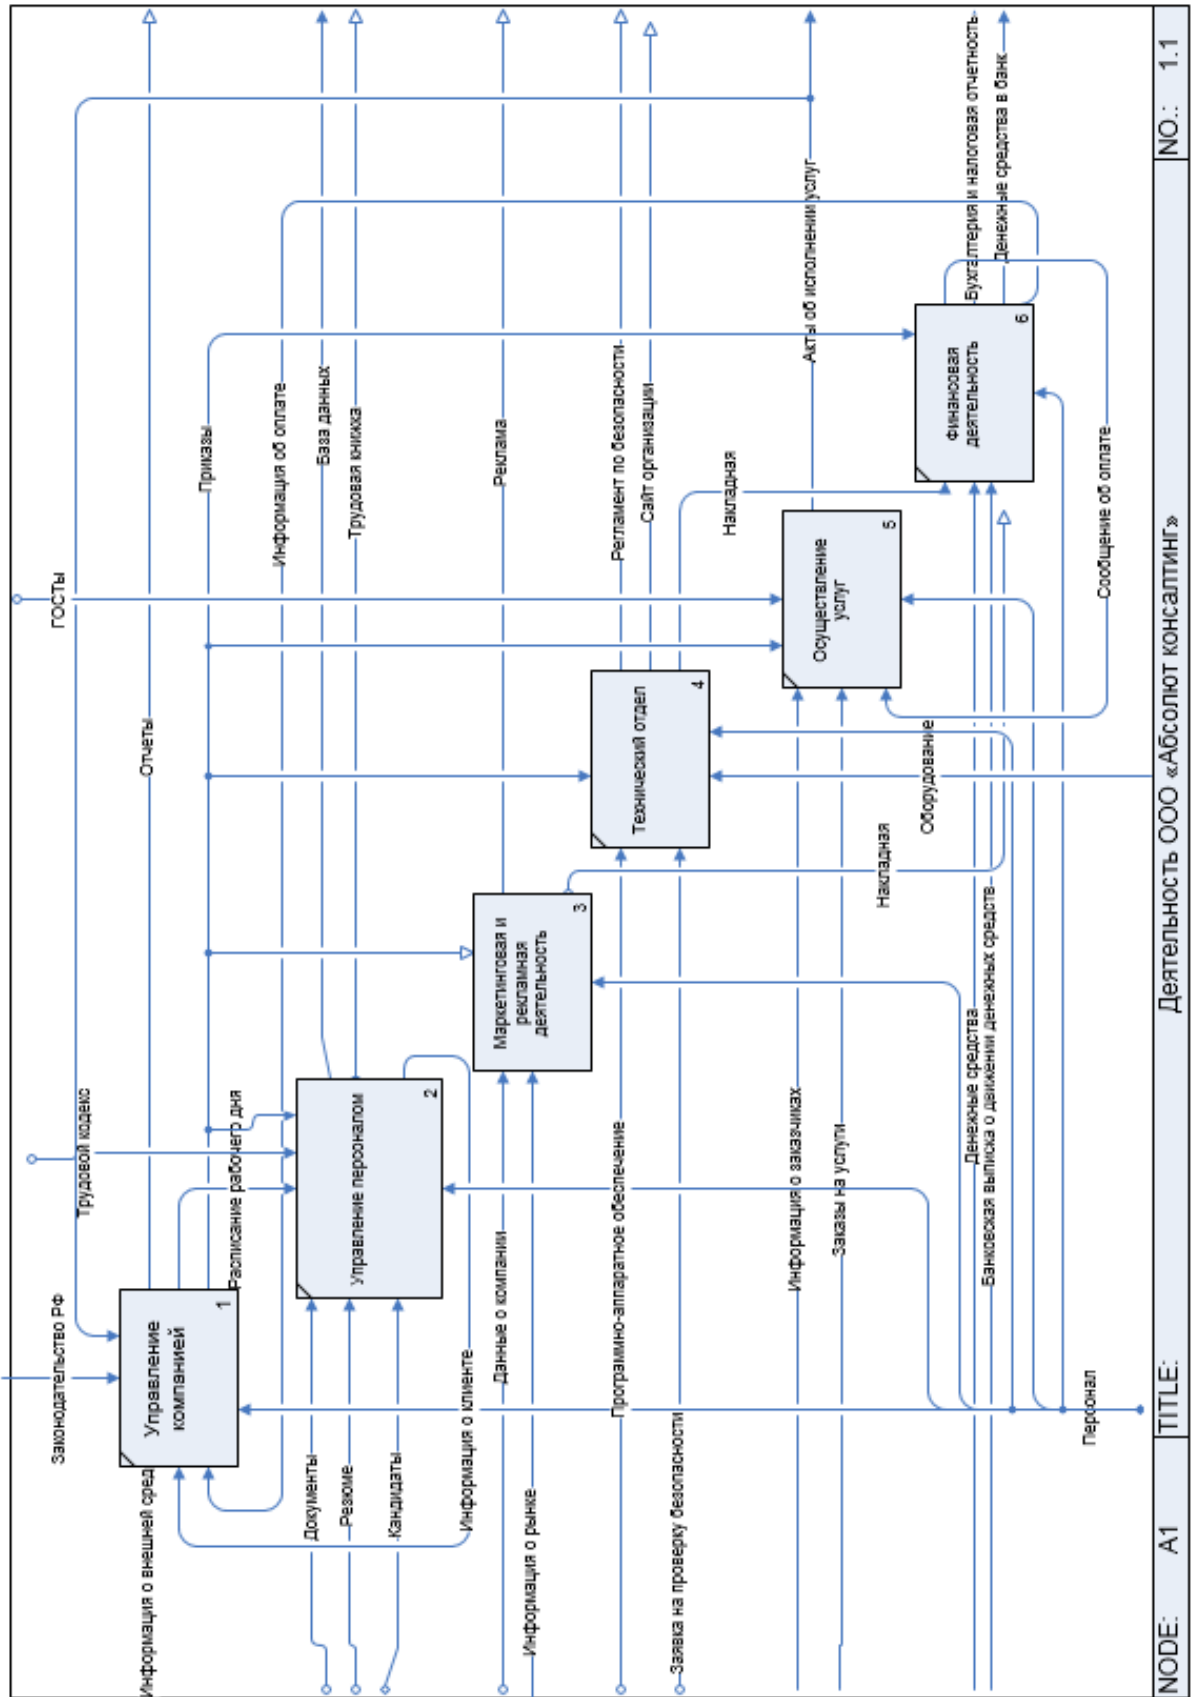 Законодательство РФ
Трудовой кодекс
ГОСТЫ
Информация о внешней сред
Управление
компанией
1
Отчеты
Расписание рабочего дня
Приказы
Информация об оплате
База данных
Трудовая книжка
Документы
Резюме
Кандидаты
Управление персоналом
2
Информация о клиенте
Данные о компании
Информация о рынке
Маркетинговая и
рекламная
деятельность
3
Реклама
Программно-аппаратное обеспечение
Заявка на проверку безопасности
Технический отдел
4
Регламент по безопасности
Сайт организации
Накладная
Информация о заказчиках
Заказы на услуги
Осуществление
услуг
5
Акты об исполнении услуг
Накладная
Оборудование
Денежные средства
Банковская выписка о движении денежных средств
Финансовая
деятельность
6
Бухгалтерия и налоговая отчетность
Денежные средства в банк
Сообщение об оплате
Персонал
NODE: A1
TITLE: Деятельность ООО «Абсолют консалтинг»
NO.: 1.1